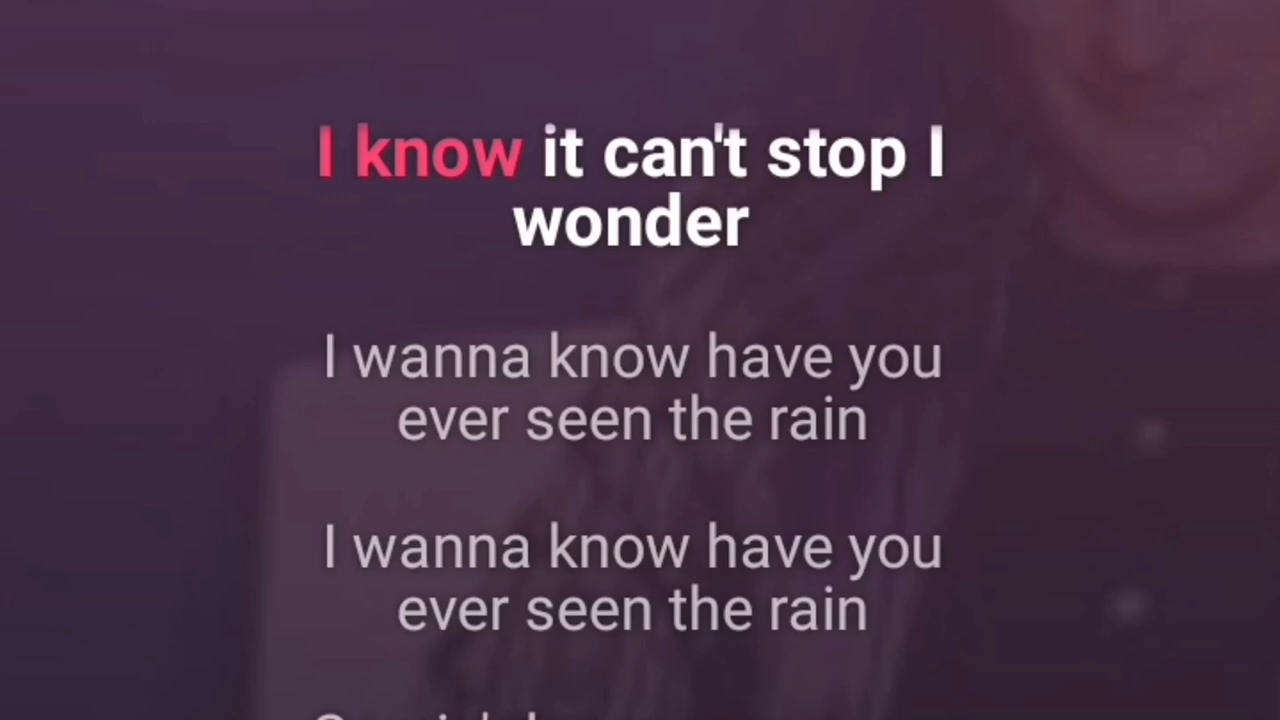 I know it can't stop I
wonder
I wanna know have you
ever seen the rain
I wanna know have you
ever seen the rain